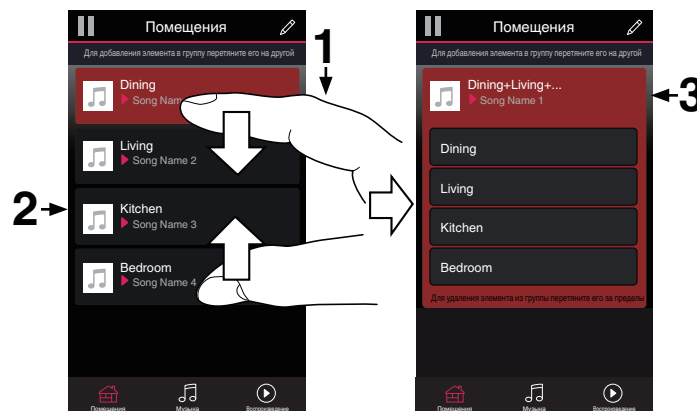 Помещения
Для добавления элемента в группу перетяните его на другой
1
Dining
Song Nam
Living
Song Name 2
2
Kitchen
Song Name 3
Bedroom
Song Name 4
Помещения
Музыка
Воспроизведение
Помещения
Для добавления элемента в группу перетяните его на другой
Dining+Living+...
Song Name 1
3
Dining
Living
Kitchen
Bedroom
Для удаления элемента из группы перетяните его за пределы
Помещения
Музыка
Воспроизведение